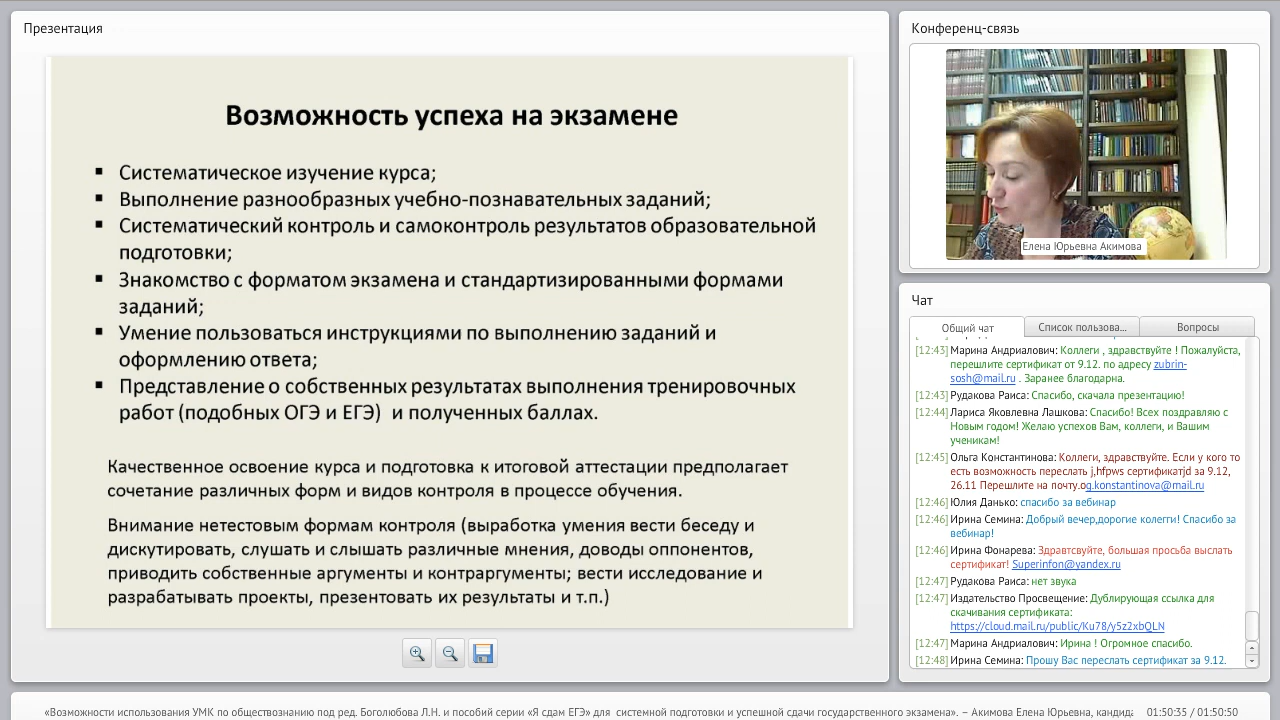 Презентация
Возможность успеха на экзамене
▪ Систематическое изучение курса;
▪ Выполнение разнообразных учебно-познавательных заданий;
▪ Систематический контроль и самоконтроль результатов образовательной
подготовки;
▪ Знакомство с форматом экзамена и стандартизированными формами
заданий;
▪ Умение пользоваться инструкциями по выполнению заданий и
оформлению ответа;
▪ Представление о собственных результатах выполнения тренировочных
работ (подобных ОГЭ и ЕГЭ) и полученных баллах.
Качественное освоение курса и подготовка к итоговой аттестации предполагает
сочетание различных форм и видов контроля в процессе обучения.
Внимание нетестовым формам контроля (выработка умения вести беседу и
дискутировать, слушать и слышать различные мнения, доводы оппонентов,
приводить собственные аргументы и контраргументы; вести исследование и
разрабатывать проекты, презентовать их результаты и т.п.)
Конференц-связь
Елена Юрьевна Акимова
Чат
Общий чат
Список пользова...
Вопросы
[12:43] Марина Андриалович: Коллеги , здравствуйте ! Пожалуйста,
перешлите сертификат от 9.12. по адресу zubrin-
sosh@mail.ru . Заранее благодарна.
[12:43] Рудакова Раиса: Спасибо, скачала презентацию!
[12:44] Лариса Яковлевна Лашкова: Спасибо! Всех поздравляю с
Новым годом! Желаю успехов Вам, коллеги, и Вашим
ученикам!
[12:45] Ольга Константинова: Коллеги, здравствуйте. Если у кого то
есть возможность переслать j,hfpws сертификатjd за 9.12,
26.11 Перешлите на почту.og.konstantinova@mail.ru
[12:46] Юлия Данько: спасибо за вебинар
[12:46] Ирина Семина: Добрый вечер,дорогие колегги! Спасибо за
вебинар!
[12:46] Ирина Фонарева: Здравтсвуйте, большая просьба выслать
сертификат! Superinfon@yandex.ru
[12:47] Рудакова Раиса: нет звука
[12:47] Издательство Просвещение: Дублирующая ссылка для
скачивания сертификата:
https://cloud.mail.ru/public/Ku78/y5z2xbQLN
[12:47] Марина Андриалович: Ирина ! Огромное спасибо.
[12:48] Ирина Семина: Прошу Вас переслать сертификат за 9.12.
«Возможности использования УМК по обществознанию под ред. Боголюбова Л.Н. и пособий серии «Я сдам ЕГЭ» для системной подготовки и успешной сдачи государственного экзамена». – Акимова Елена Юрьевна, кандида
01:50:35 / 01:50:50